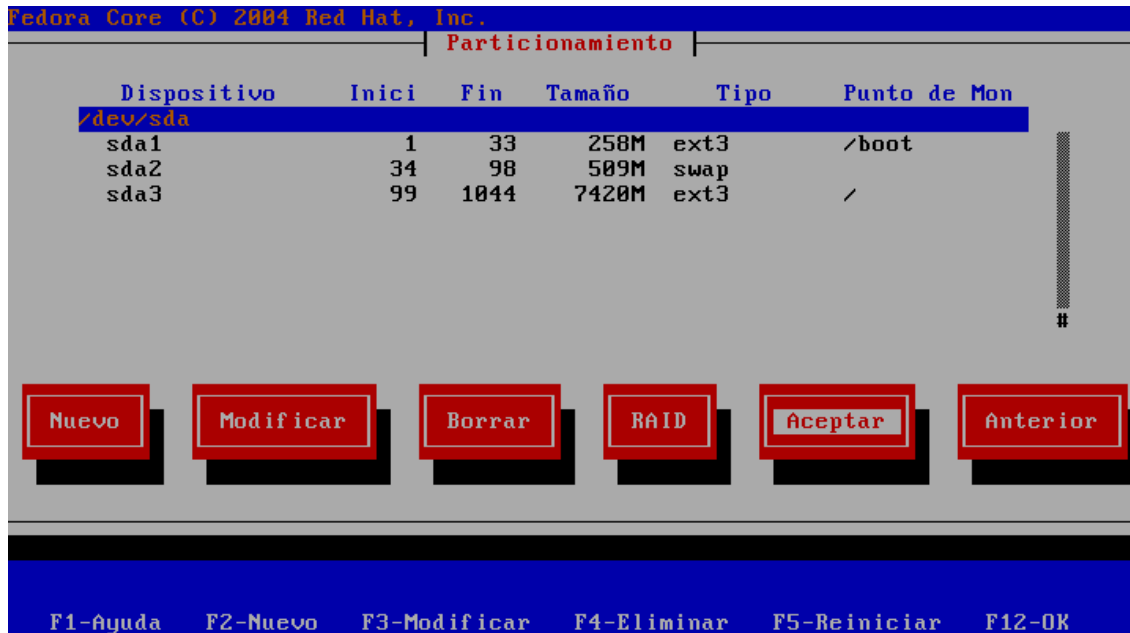 Fedora Core (C) 2004 Red Hat, Inc.
Particionamiento
Dispositivo Inici Fin Tamaño Tipo Punto de Mon
/dev/sda
sda1 1 33 258M ext3 /boot
sda2 34 98 509M swap
sda3 99 1044 7420M ext3 /
#
Nuevo Modificar Borrar RAID Aceptar Anterior
F1-Ayuda F2-Nuevo F3-Modificar F4-Eliminar F5-Reiniciar F12-OK